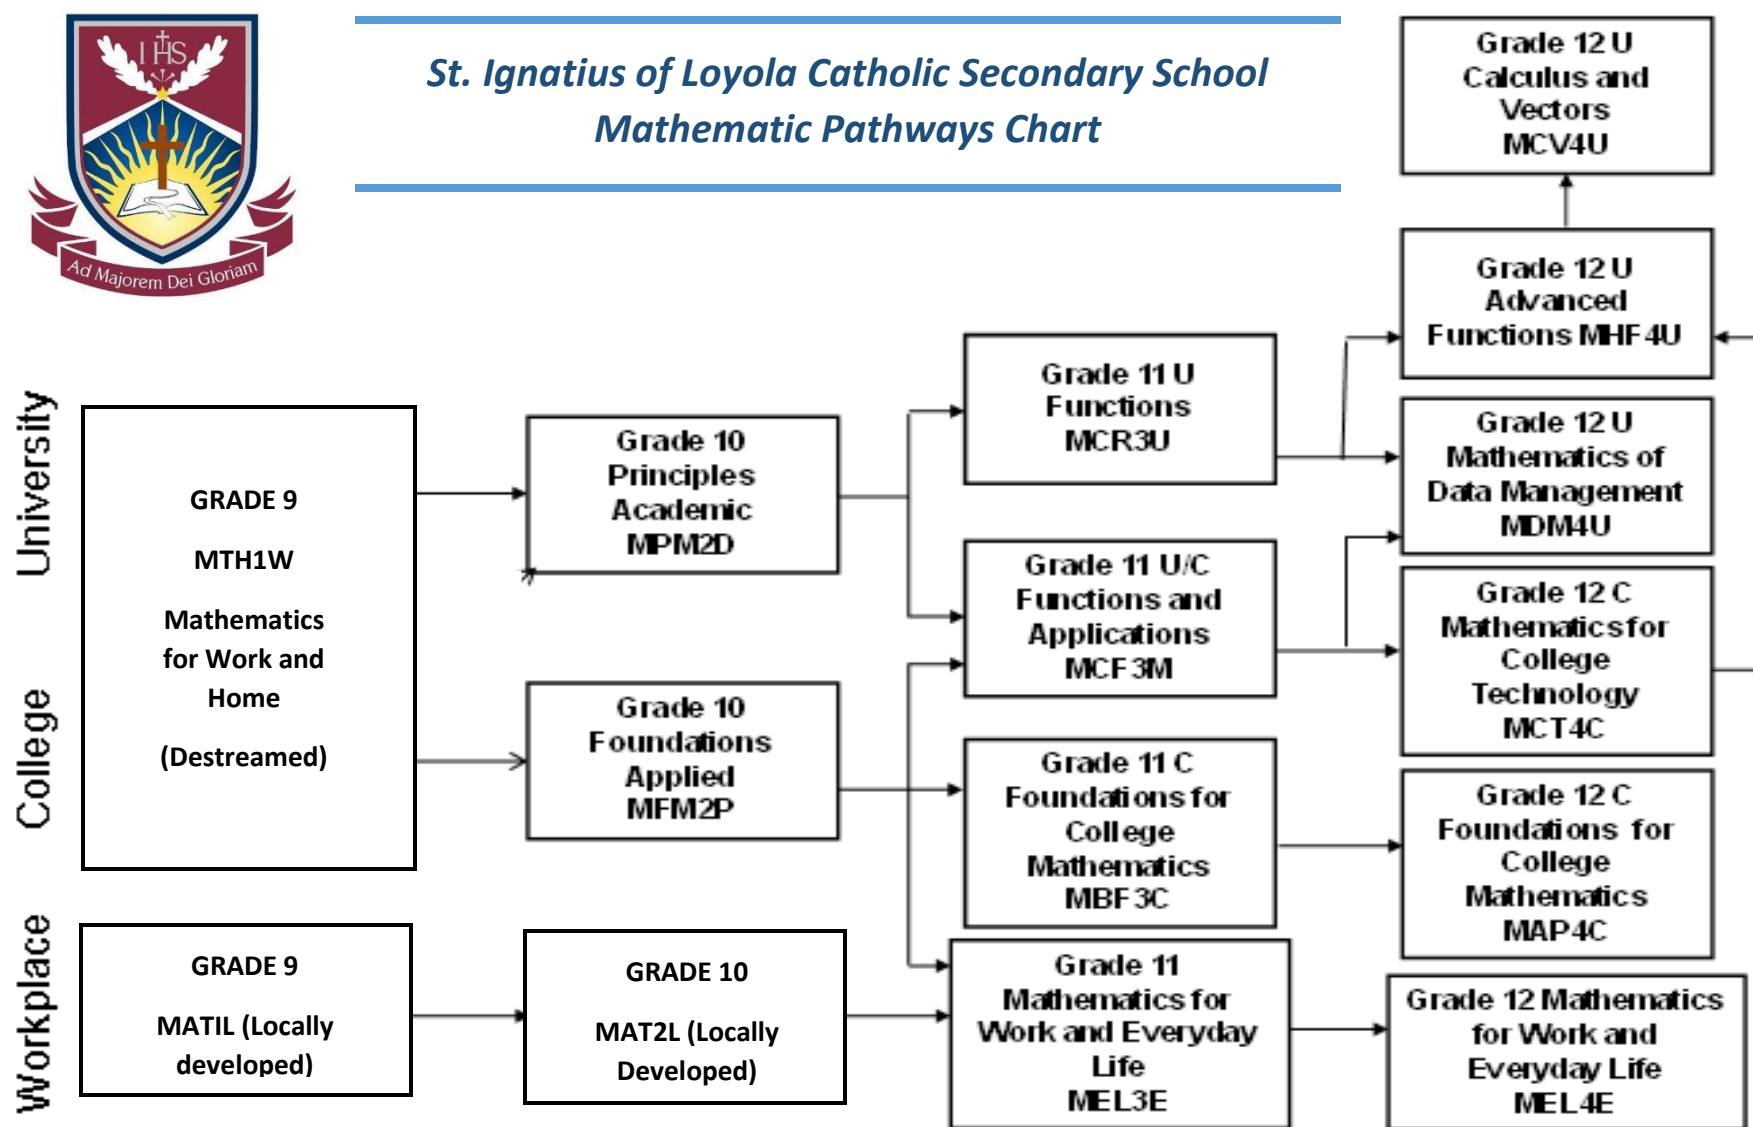 IHS
Ad Majorem Dei Gloriam
St. Ignatius of Loyola Catholic Secondary School
Mathematic Pathways Chart
University
College
Workplace
GRADE 9
MTH1W
Mathematics
for Work and
Home
(Destreamed)
GRADE 9
MATIL (Locally
developed)
Grade 10
Principles
Academic
MPM2D
Grade 10
Foundations
Applied
MFM2P
GRADE 10
MAT2L (Locally
Developed)
Grade 11 U
Functions
MCR3U
Grade 11 U/C
Functions and
Applications
MCF3M
Grade 11 C
Foundations for
College
Mathematics
MBF3C
Grade 11
Mathematics for
Work and Everyday
Life
MEL3E
Grade 12 U
Calculus and
Vectors
MCV4U
Grade 12 U
Advanced
Functions MHF4U
Grade 12 U
Mathematics of
Data Management
MDM4U
Grade 12 C
Mathematics for
College
Technology
MCT4C
Grade 12 C
Foundations for
College
Mathematics
MAP4C
Grade 12 Mathematics
for Work and
Everyday Life
MEL4E